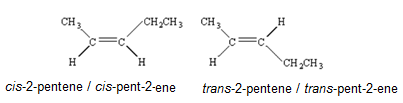 CH₃ CH₂CH₃ CH₃ H
C=C C=C
H H H CH₂CH₃
cis-2-pentene / cis-pent-2-ene trans-2-pentene / trans-pent-2-ene